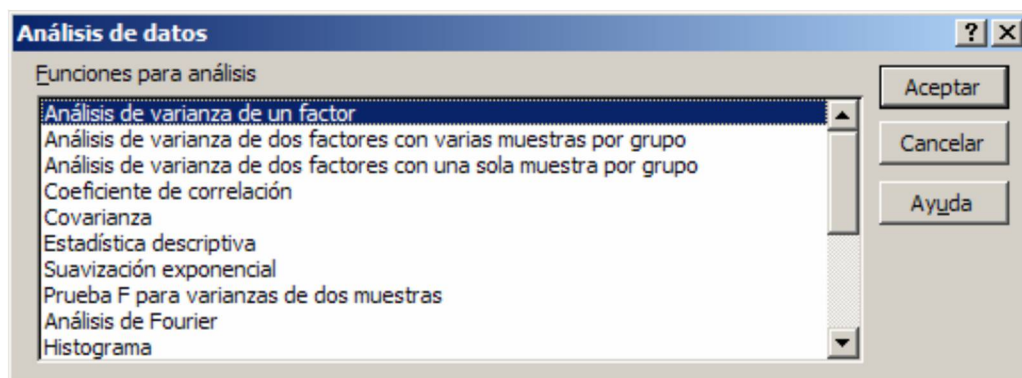 Análisis de datos
Funciones para análisis
Análisis de varianza de un factor
Análisis de varianza de dos factores con varias muestras por grupo
Análisis de varianza de dos factores con una sola muestra por grupo
Coeficiente de correlación
Covarianza
Estadística descriptiva
Suavización exponencial
Prueba F para varianzas de dos muestras
Análisis de Fourier
Histograma
Aceptar
Cancelar
Ayuda